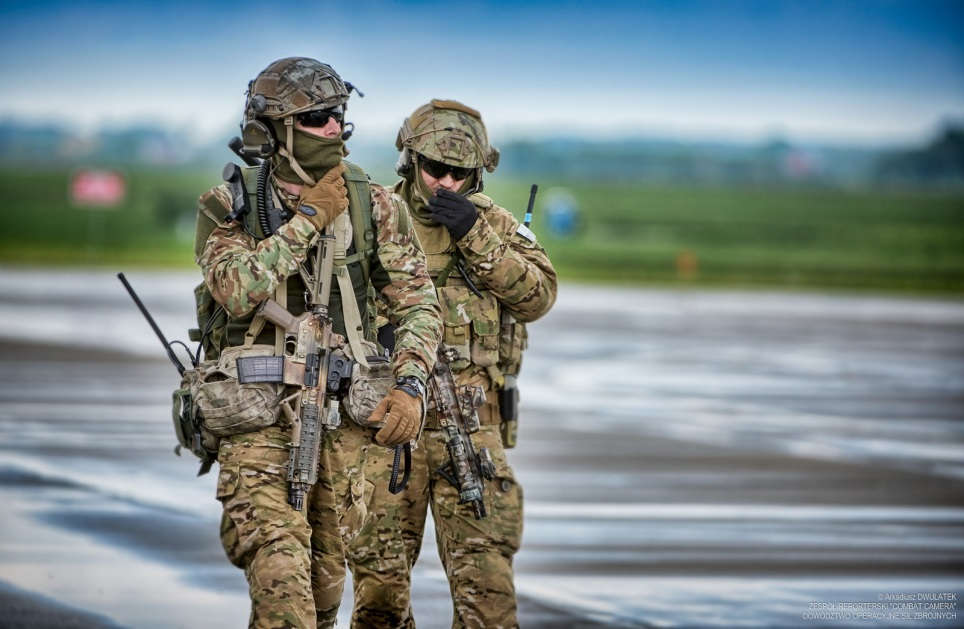 © Arkadiusz DWULATEK
ZESPÓŁ REPORTERSKI "COMBAT CAMERA"
DOWÓDZTWO OPERACYJNE SIŁ ZBROJNYCH